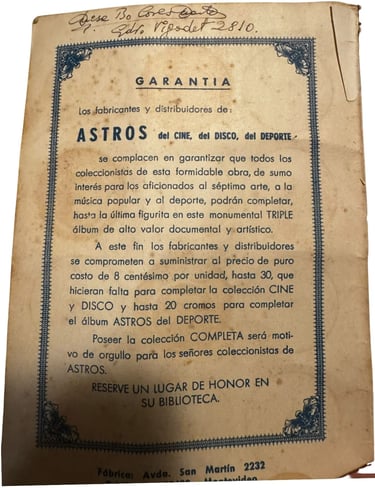 Gdro Vigodet 2810.
GARANTIA
Los fabricantes y distribuidores de:
ASTROS del CINE, del DISCO, del DEPORTE
se complacen en garantizar que todos los
coleccionistas de esta formidable obra, de sumo
interés para los aficionados al séptimo arte, a la
música popular y al deporte, podrán completar,
hasta la última figurita en este monumental TRIPLE
álbum de alto valor documental y artístico.
A este fin los fabricantes y distribuidores
se comprometen a suministrar al precio de puro
costo de 8 centésimo por unidad, hasta 30, que
hicieran falta para completar la colección CINE
y DISCO y hasta 20 cromos para completar
el álbum ASTROS del DEPORTE.
Poseer la colección COMPLETA será moti-
vo de orgullo para los señores coleccionistas de
ASTROS.
RESERVE UN LUGAR DE HONOR EN
SU BIBLIOTECA.
Fábrica: Avda. San Martín 2232
Montevideo